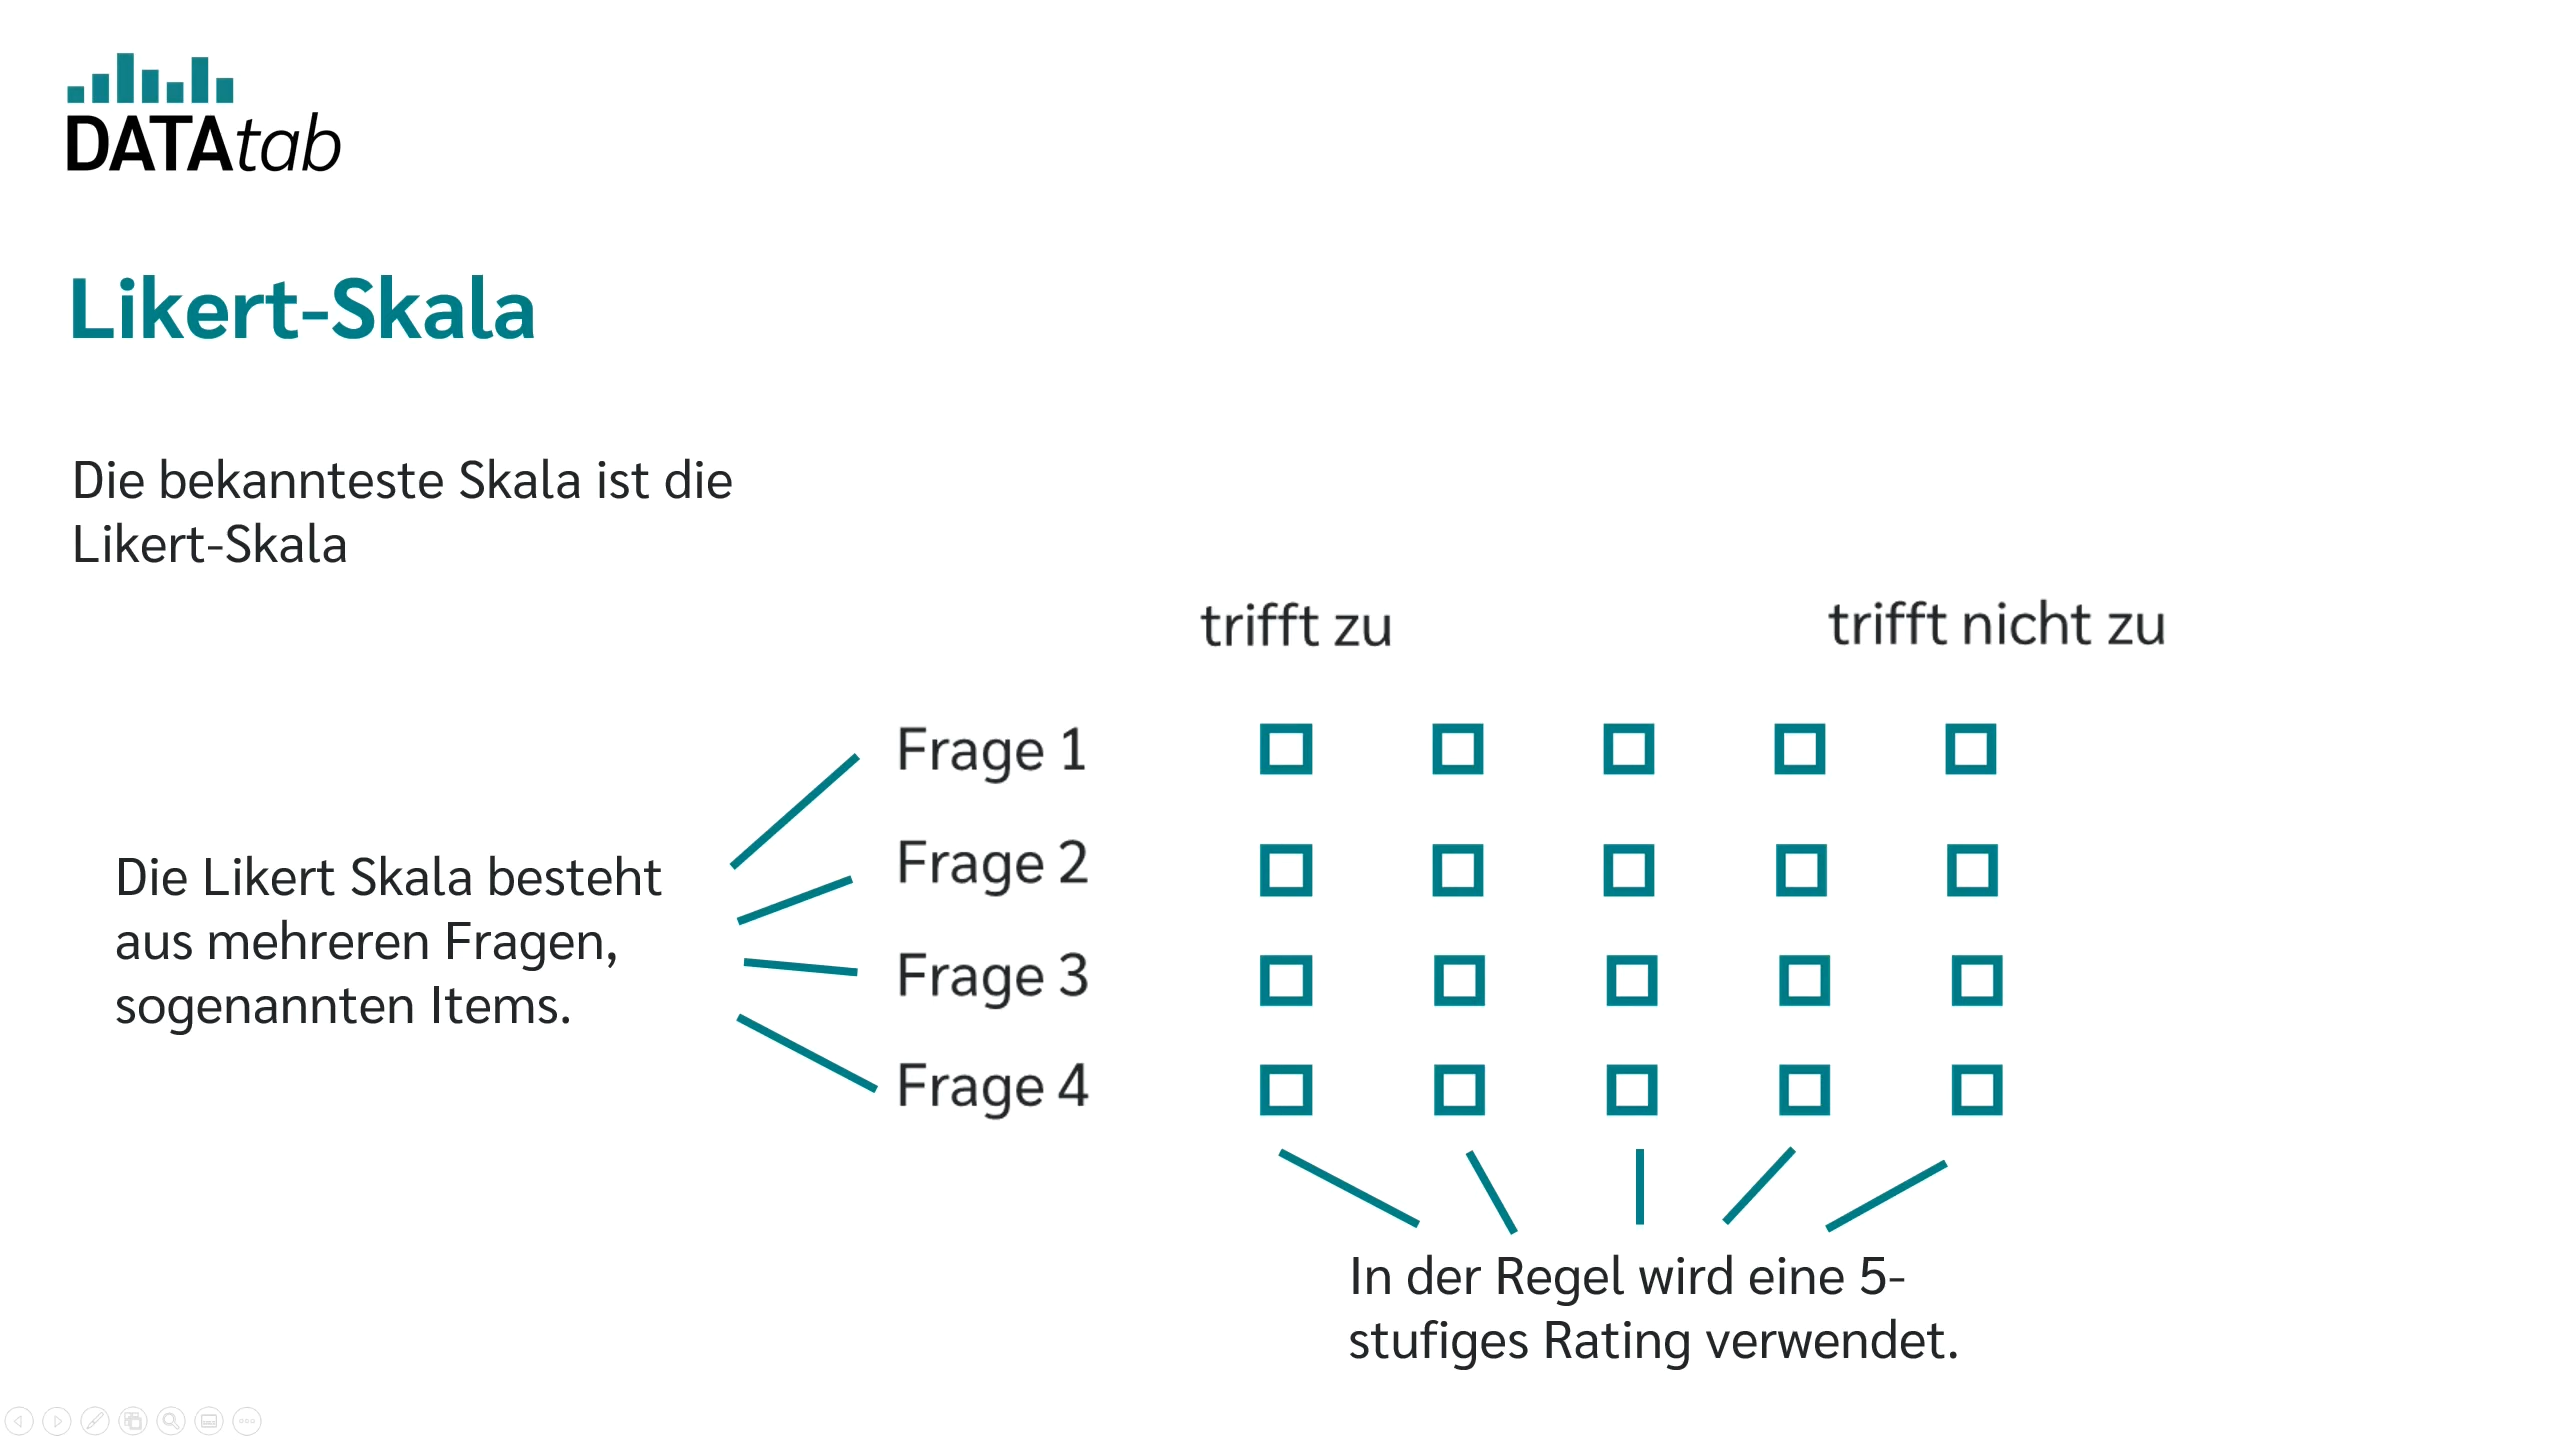 DATAtab
Likert-Skala
Die bekannteste Skala ist die
Likert-Skala
trifft zu
trifft nicht zu
Frage 1
Frage 2
Frage 3
Frage 4
Die Likert Skala besteht
aus mehreren Fragen,
sogenannten Items.
In der Regel wird eine 5-
stufiges Rating verwendet.